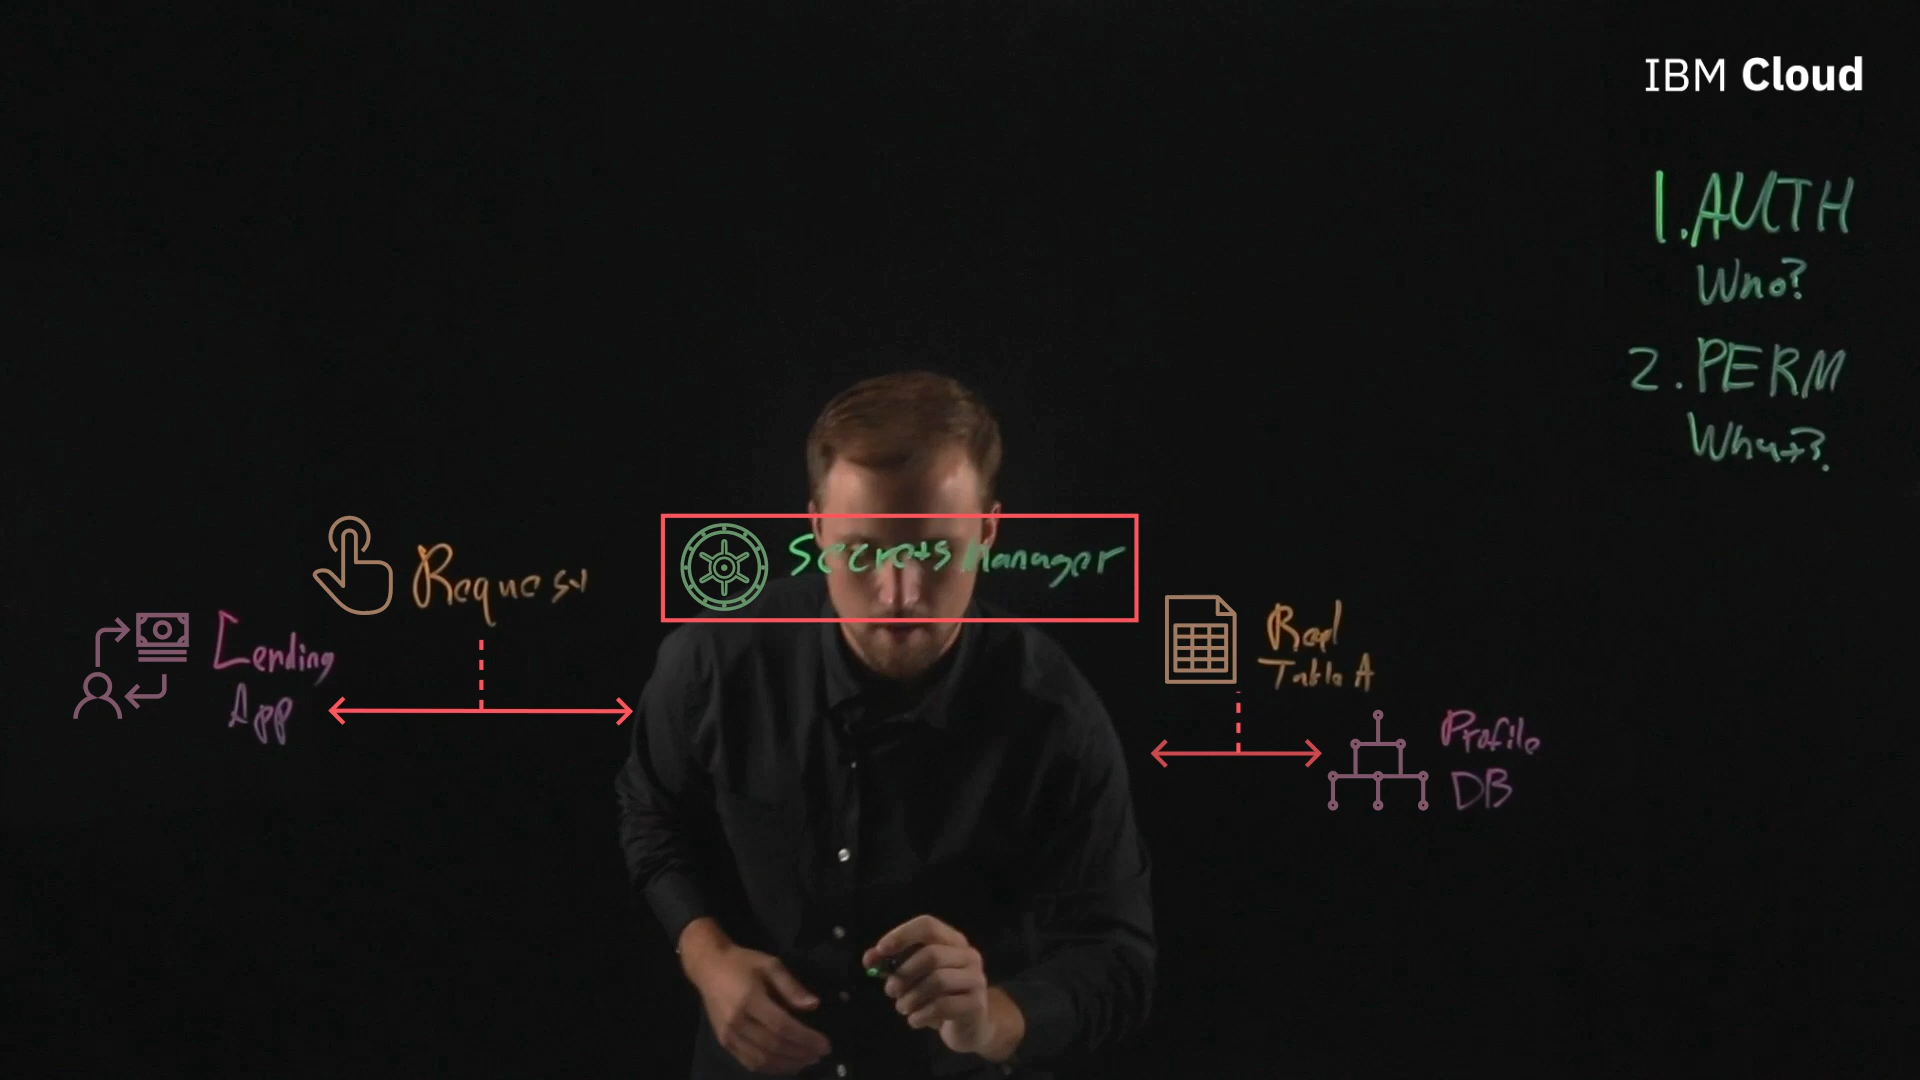 IBM Cloud
1. AUTH
Who?
2. PERM
What?
Request
Secrets Manager
Lending
App
Read
Table A
Profile
DB